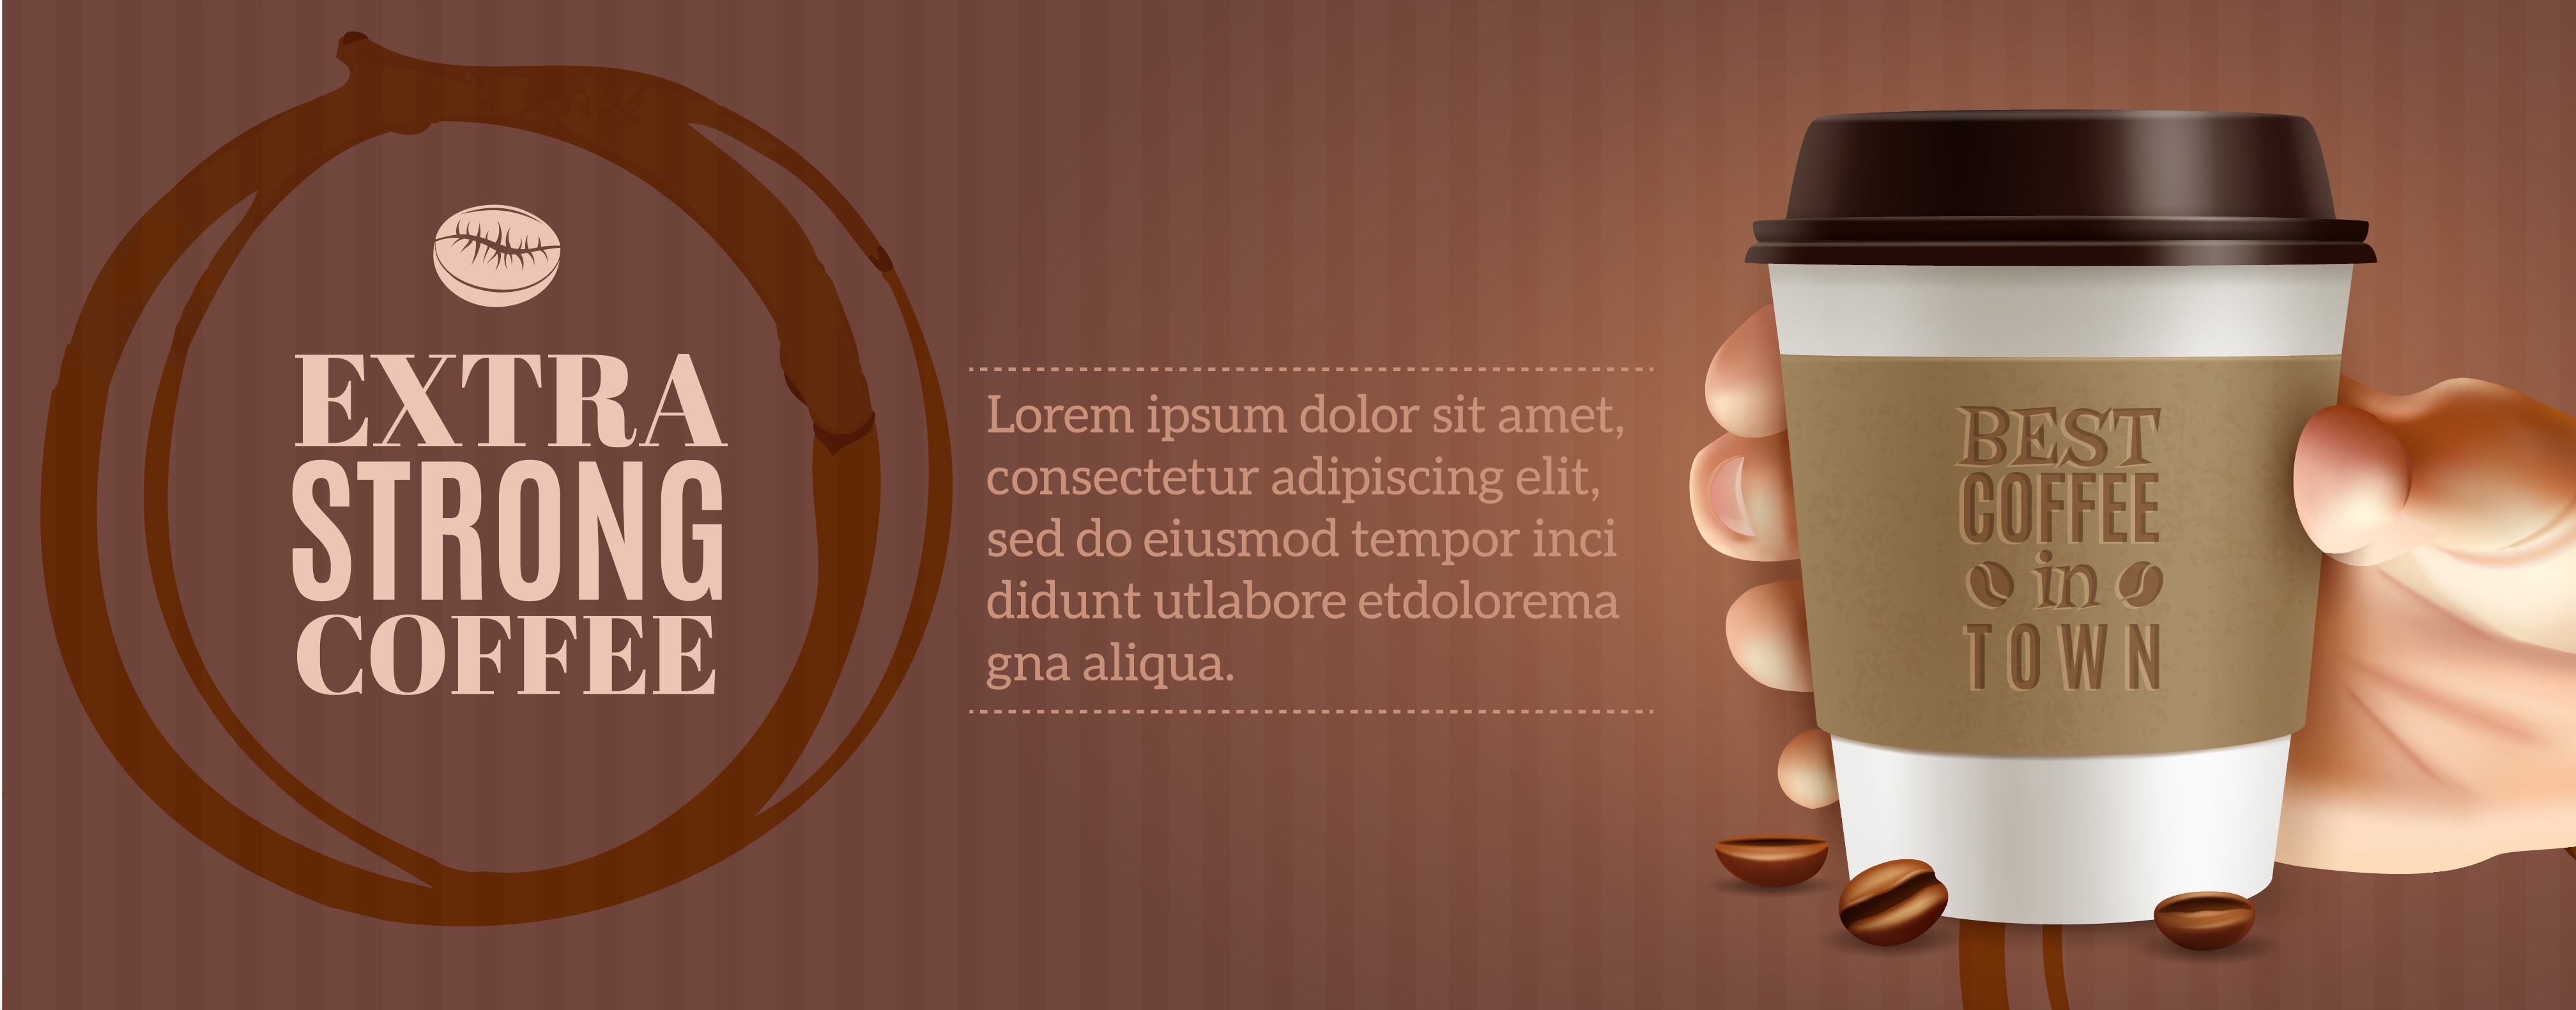 EXTRA
STRONG
COFFEE
Lorem ipsum dolor sit amet,
consectetur adipiscing elit,
sed do eiusmod tempor inci
didunt utlabore etdolorema
gna aliqua.
BEST
COFFEE
in
TOWN